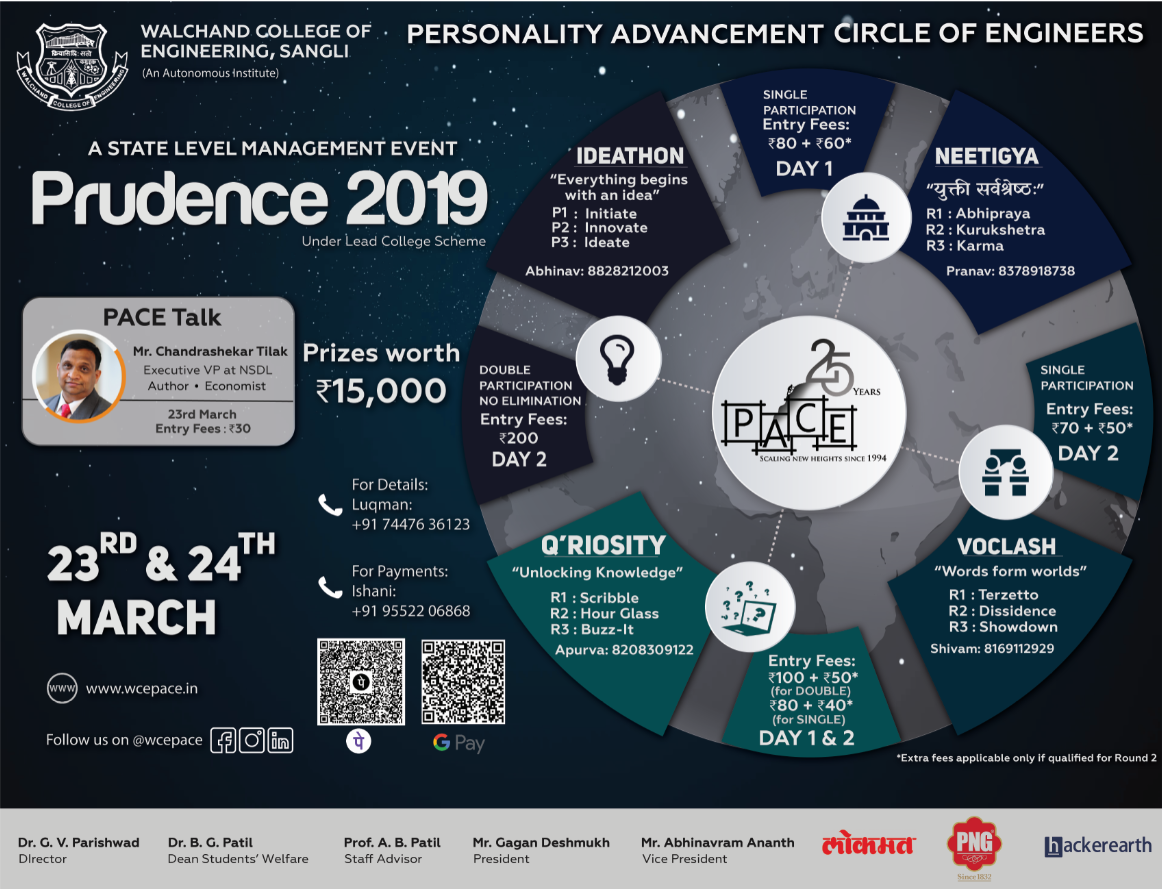 WALCHAND COLLEGE OF
ENGINEERING, SANGLI
(An Autonomous Institute)
PERSONALITY ADVANCEMENT CIRCLE OF ENGINEERS
क्रियासिद्धि: सत्त्वे
WALCHAND
COLLEGE OF
ENGINEERING
A STATE LEVEL MANAGEMENT EVENT
Prudence 2019
Under Lead College Scheme
PACE Talk
Mr. Chandrashekar Tilak
Executive VP at NSDL
Author • Economist
23rd March
Entry Fees : ₹30
Prizes worth
₹15,000
For Details:
Luqman:
+91 74476 36123
For Payments:
Ishani:
+91 95522 06868
23RD & 24TH
MARCH
www www.wcepace.in
Follow us on @wcepace
पे
पे
G Pay
IDEATHON
“Everything begins
with an idea”
P1 : Initiate
P2 : Innovate
P3 : Ideate
Abhinav: 8828212003
DOUBLE
PARTICIPATION
NO ELIMINATION
Entry Fees:
₹200
DAY 2
SINGLE
PARTICIPATION
Entry Fees:
₹80 + ₹60*
DAY 1
NEETIGYA
“युक्ती सर्वश्रेष्ठ:”
R1 : Abhipraya
R2 : Kurukshetra
R3 : Karma
Pranav: 8378918738
25
YEARS
PACE
SCALING NEW HEIGHTS SINCE 1994
SINGLE
PARTICIPATION
Entry Fees:
₹70 + ₹50*
DAY 2
VOCLASH
“Words form worlds”
R1 : Terzetto
R2 : Dissidence
R3 : Showdown
Shivam: 8169112929
Q’RIOSITY
“Unlocking Knowledge”
R1 : Scribble
R2 : Hour Glass
R3 : Buzz-It
Apurva: 8208309122
Entry Fees:
₹100 + ₹50*
(for DOUBLE)
₹80 + ₹40*
(for SINGLE)
DAY 1 & 2
*Extra fees applicable only if qualified for Round 2
Dr. G. V. Parishwad
DIrector
Dr. B. G. Patil
Dean Students’ Welfare
Prof. A. B. Patil
Staff Advisor
Mr. Gagan Deshmukh
President
Mr. Abhinavram Ananth
Vice President
लोकमत
PNG
Since 1832
hackerearth